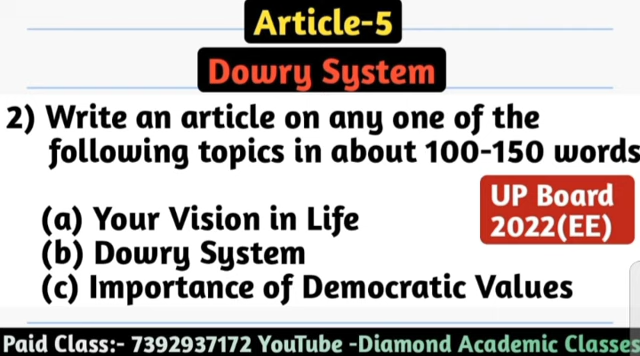 Article-5
Dowry System
2) Write an article on any one of the
following topics in about 100-150 words
UP Board
2022(EE)
(a) Your Vision in Life
(b) Dowry System
(c) Importance of Democratic Values
Paid Class:- 7392937172 YouTube -Diamond Academic Classes